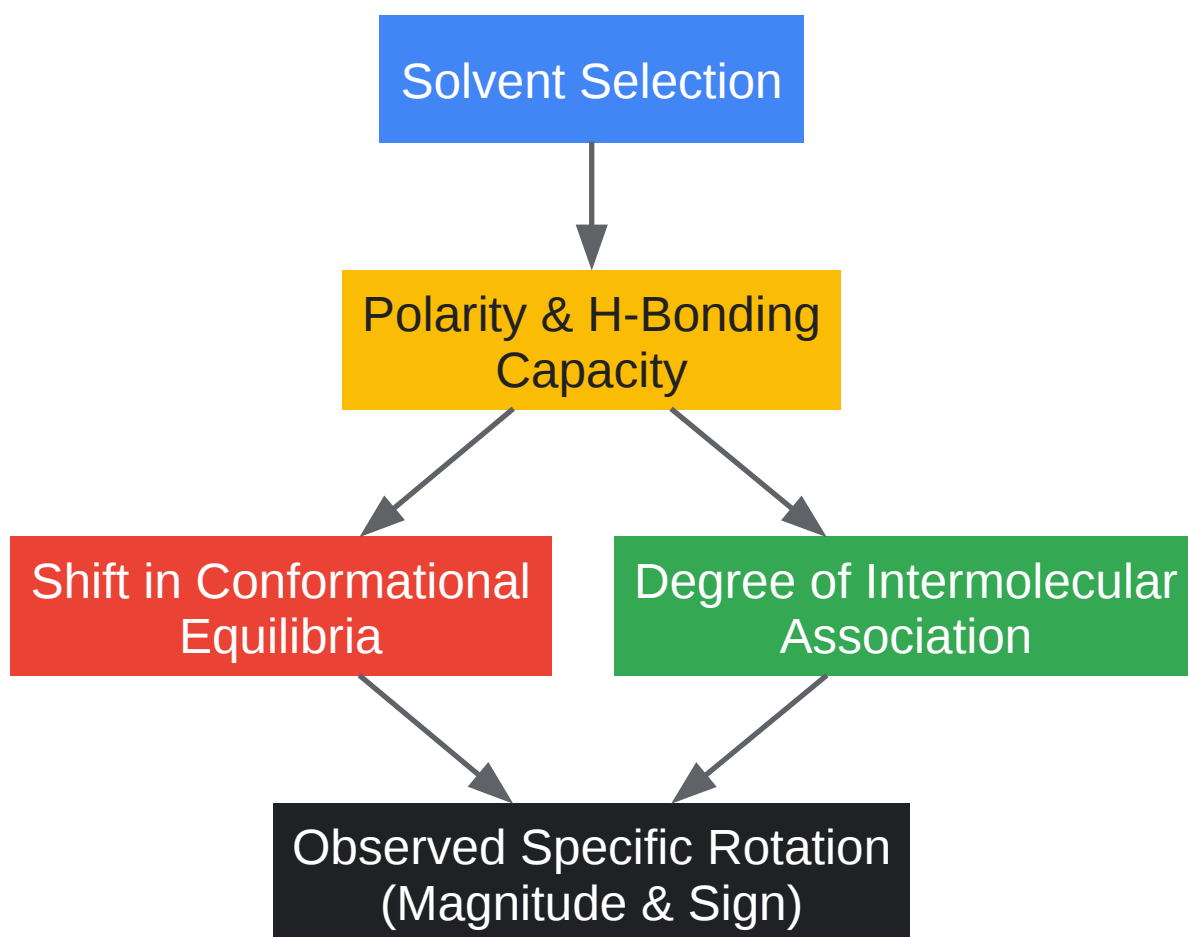 Solvent Selection
Polarity & H-Bonding
Capacity
Shift in Conformational
Equilibria
Degree of Intermolecular
Association
Observed Specific Rotation
(Magnitude & Sign)